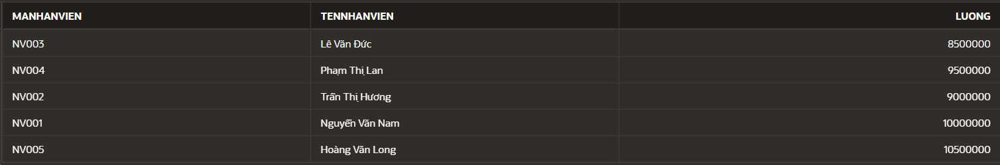 MANHANVIEN TENNHANVIEN LUONG
NV003 Lê Văn Đức 8500000
NV004 Phạm Thị Lan 9500000
NV002 Trần Thị Hương 9000000
NV001 Nguyễn Văn Nam 10000000
NV005 Hoàng Văn Long 10500000